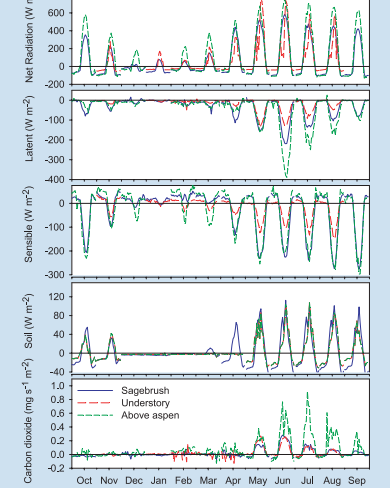 Net Radiation (W m
600
400
200
0
-200
Latent (W m–2)
0
-100
-200
-300
-400
Sensible (W m–2)
0
-100
-200
-300
Soil (W m–2)
120
80
40
0
-40
Carbon idioxide (mg s–1 m–2)
1.0
0.8
0.6
0.4
0.2
0.0
-0.2
Sagebrush
Understory
Above aspen
Oct Nov Dec Jan Feb Mar Apr May Jun Jul Aug Sep